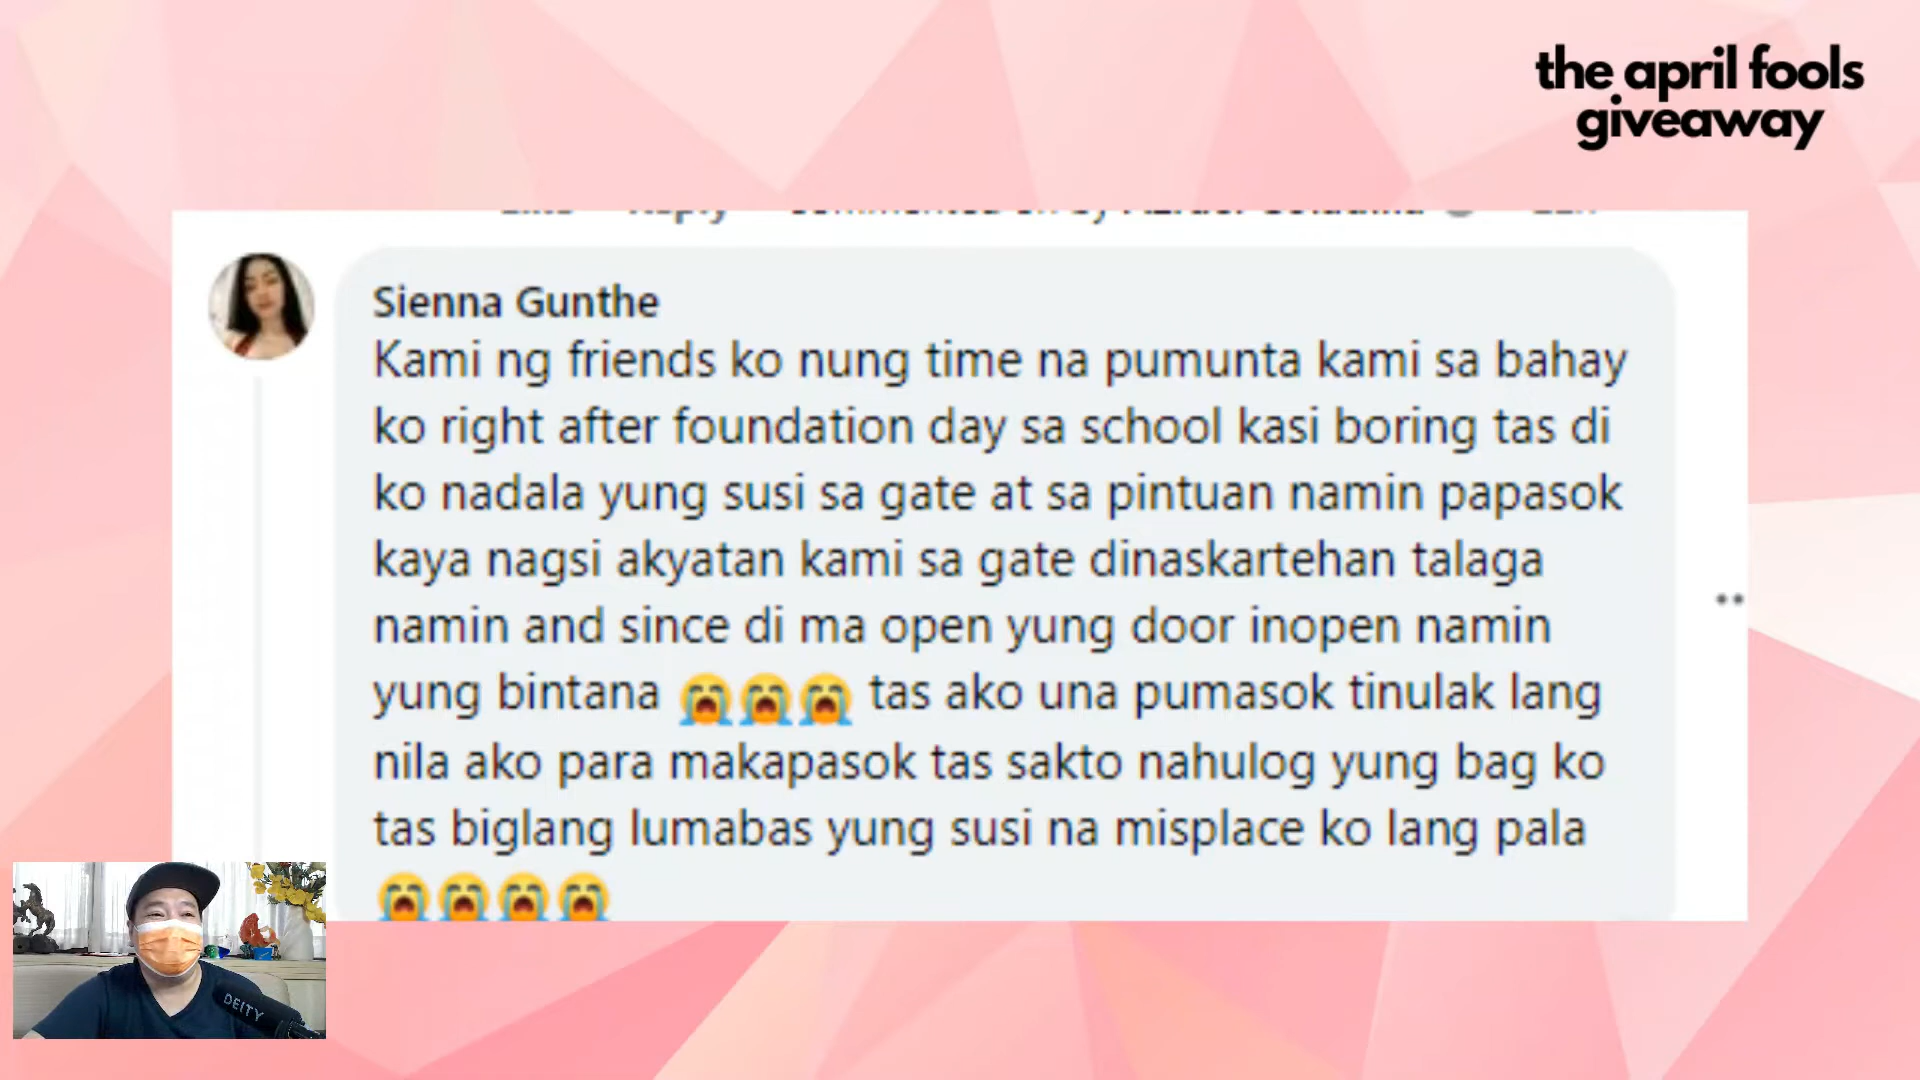 the april fools
giveaway
Sienna Gunthe
Kami ng friends ko nung time na pumunta kami sa bahay
ko right after foundation day sa school kasi boring tas di
ko nadala yung susi sa gate at sa pintuan namin papasok
kaya nagsi akyatan kami sa gate dinaskartehan talaga
namin and since di ma open yung door inopen namin
yung bintana 😭😭😭 tas ako una pumasok tinulak lang
nila ako para makapasok tas sakto nahulog yung bag ko
tas biglang lumabas yung susi na misplace ko lang pala
😭😭😭😭
DEITY